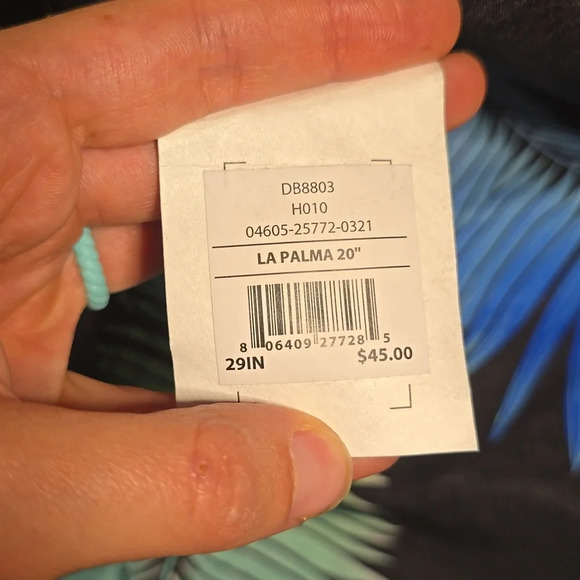 DB8803
H010
04605-25772-0321
LA PALMA 20"
8 06409 27728 5
29IN $45.00